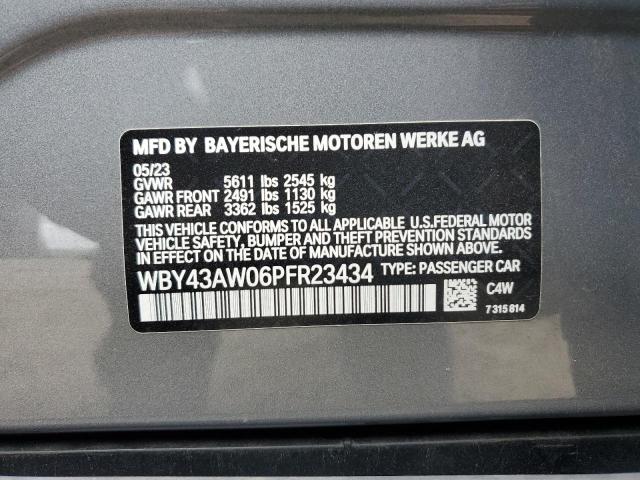 MFD BY BAYERISCHE MOTOREN WERKE AG
05/23
GVWR 5611 lbs 2545 kg
GAWR FRONT 2491 lbs 1130 kg
GAWR REAR 3362 lbs 1525 kg
THIS VEHICLE CONFORMS TO ALL APPLICABLE U.S.FEDERAL MOTOR
VEHICLE SAFETY, BUMPER AND THEFT PREVENTION STANDARDS
IN EFFECT ON THE DATE OF MANUFACTURE SHOWN ABOVE.
WBY43AW06PFR23434 TYPE: PASSENGER CAR
C4W
7315814